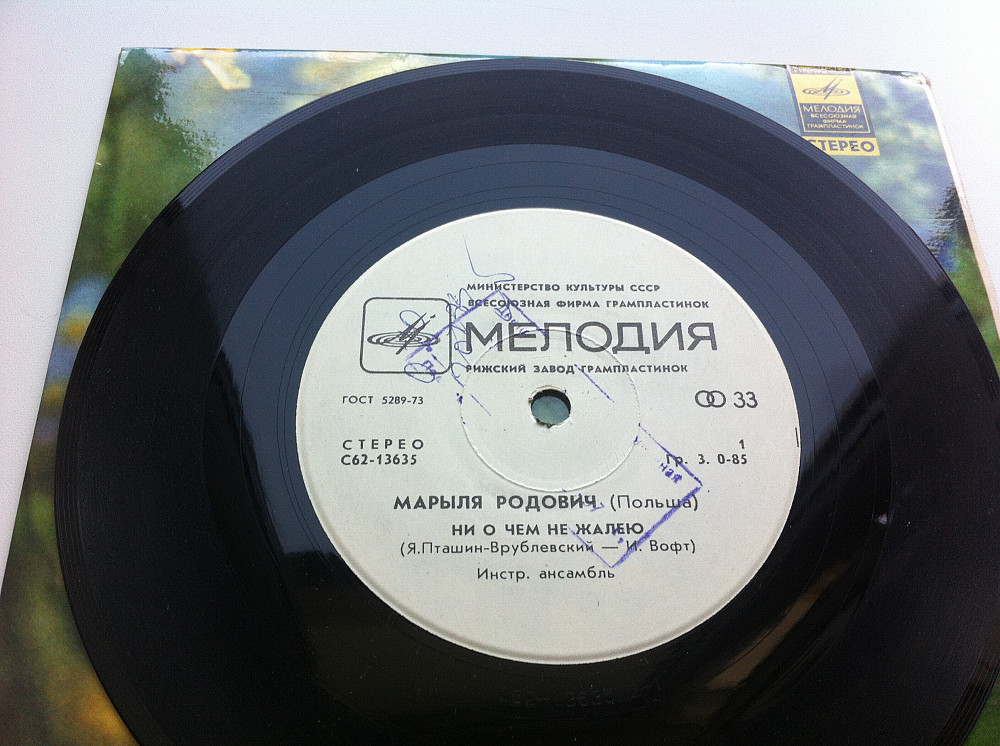 МЕЛОДИЯ
ВСЕСОЮЗНАЯ
ФИРМА
ГРАМПЛАСТИНОК
СТЕРЕО
МИНИСТЕРСТВО КУЛЬТУРЫ СССР
ВСЕСОЮЗНАЯ ФИРМА ГРАМПЛАСТИНОК
МЕЛОДИЯ
РИЖСКИЙ ЗАВОД ГРАМПЛАСТИНОК
ГОСТ 5289-73
33
СТЕРЕО
С62-13635
1
Гр. 3. 0-85
МАРЫЛЯ РОДОВИЧ (Польша)
НИ О ЧЕМ НЕ ЖАЛЕЮ
(Я.Пташин-Врублевский — И. Вофт)
Инстр. ансамбль